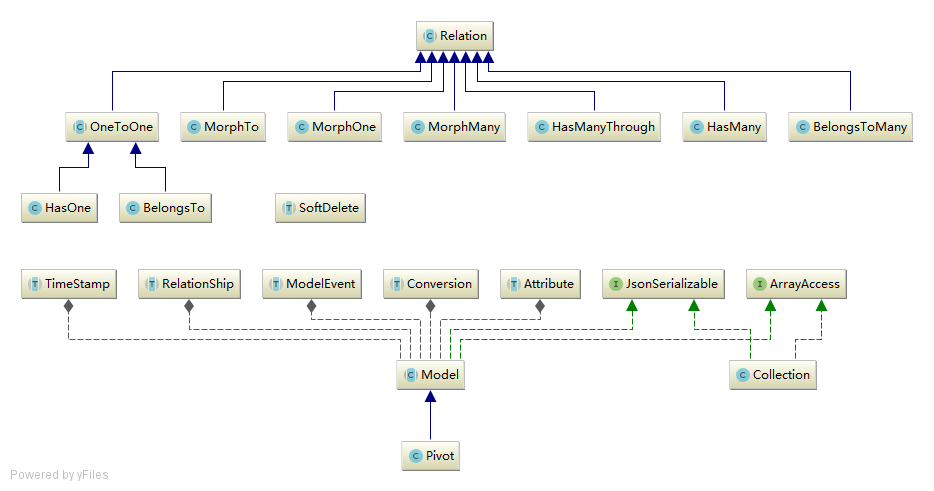 C Relation
C OneToOne
C MorphTo
C MorphOne
C MorphMany
C HasManyThrough
C HasMany
C BelongsToMany
C HasOne
C BelongsTo
T SoftDelete
T TimeStamp
T RelationShip
T ModelEvent
T Conversion
T Attribute
I JsonSerializable
I ArrayAccess
C Model
C Collection
C Pivot
Powered by yFiles